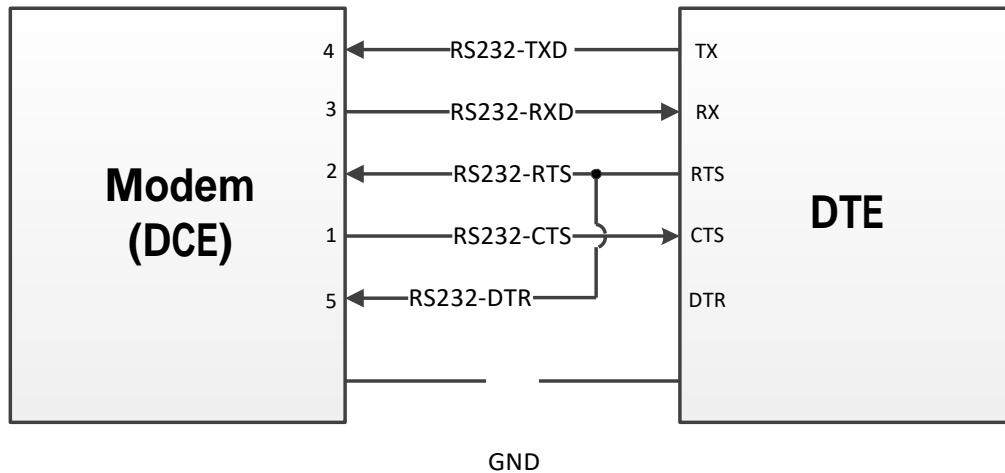 4 RS232-TXD TX
3 RS232-RXD RX
2 RS232-RTS RTS
Modem
(DCE)
DTE
1 RS232-CTS CTS
5 RS232-DTR DTR
GND